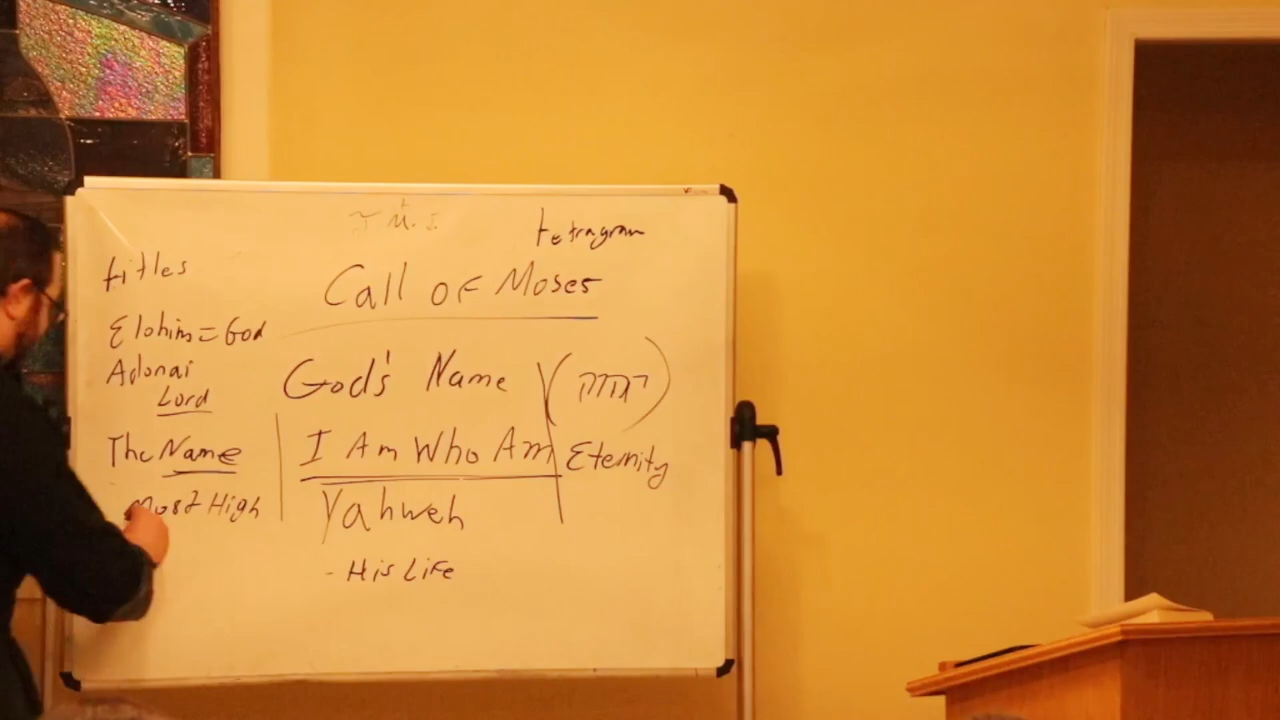 J. M. J.
tetragram
titles
Call of Moses
Elohim = God
Adonai
Lord
God's Name
The Name
I Am Who Am
Eternity
Most High
Yahweh
- His Life